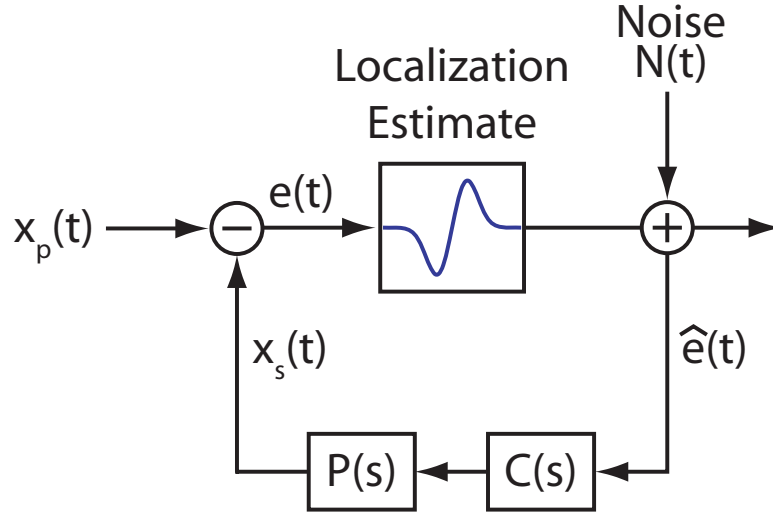 Noise
N(t)
Localization
Estimate
x_p(t)
−
e(t)
+
x_s(t)
ê(t)
P(s)
C(s)